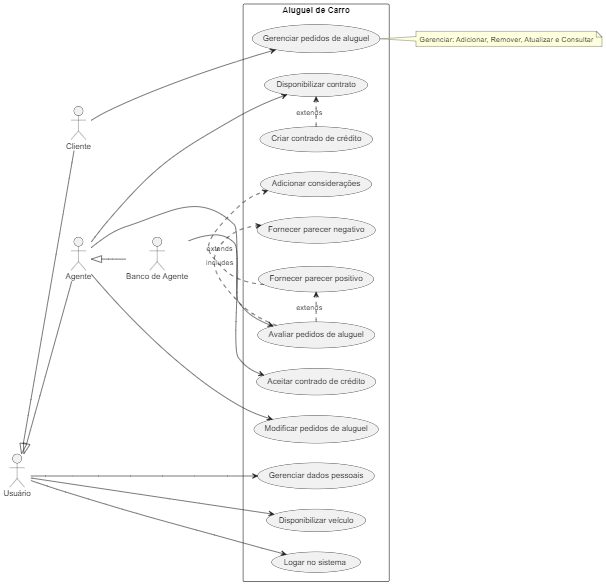 Aluguel de Carro
Gerenciar pedidos de aluguel
Gerenciar: Adicionar, Remover, Atualizar e Consultar
Disponibilizar contrato
extends
Criar contrado de crédito
Cliente
Adicionar considerações
Fornecer parecer negativo
extends
includes
Agente
Banco de Agente
Fornecer parecer positivo
extends
Avaliar pedidos de aluguel
Aceitar contrado de crédito
Modificar pedidos de aluguel
Gerenciar dados pessoais
Usuário
Disponibilizar veículo
Logar no sistema